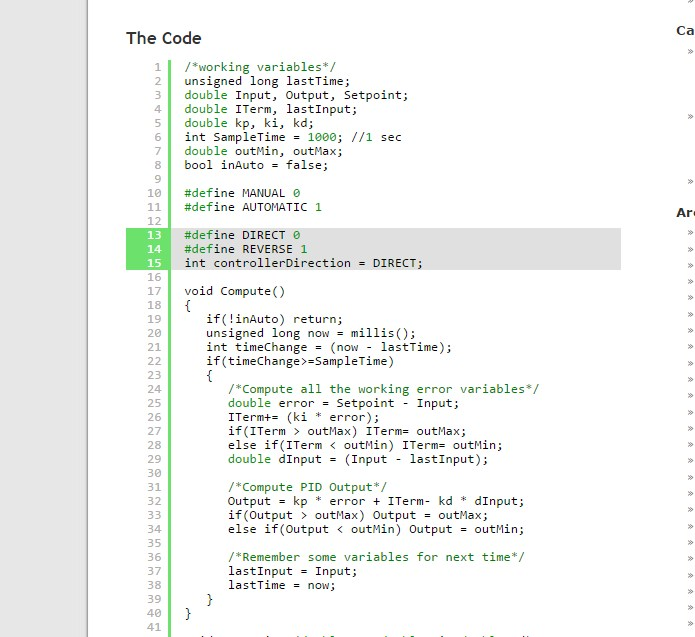 The Code
Ca
1 /*working variables*/
2 unsigned long lastTime;
3 double Input, Output, Setpoint;
4 double ITerm, lastInput;
5 double kp, ki, kd;
6 int SampleTime = 1000; //1 sec
7 double outMin, outMax;
8 bool inAuto = false;
9
10 #define MANUAL 0
11 #define AUTOMATIC 1
Ar
12
13 #define DIRECT 0
14 #define REVERSE 1
15 int controllerDirection = DIRECT;
16
17 void Compute()
18 {
19    if(!inAuto) return;
20    unsigned long now = millis();
21    int timeChange = (now - lastTime);
22    if(timeChange>=SampleTime)
23    {
24       /*Compute all the working error variables*/
25       double error = Setpoint - Input;
26       ITerm+= (ki * error);
27       if(ITerm > outMax) ITerm= outMax;
28       else if(ITerm < outMin) ITerm= outMin;
29       double dInput = (Input - lastInput);
30
31       /*Compute PID Output*/
32       Output = kp * error + ITerm- kd * dInput;
33       if(Output > outMax) Output = outMax;
34       else if(Output < outMin) Output = outMin;
35
36       /*Remember some variables for next time*/
37       lastInput = Input;
38       lastTime = now;
39    }
40 }
41